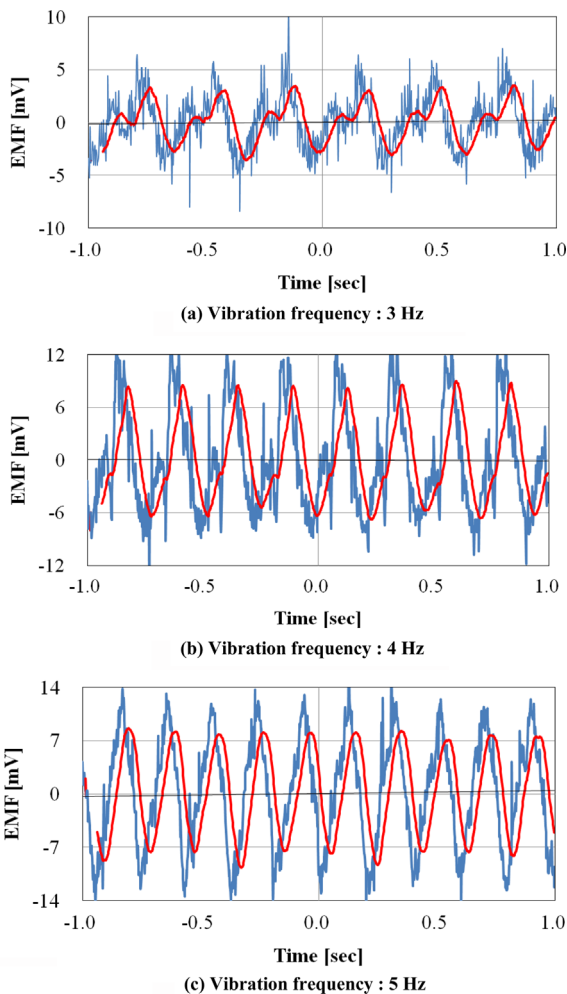 10
5
0
-5
-10
EMF [mV]
-1.0 -0.5 0.0 0.5 1.0
Time [sec]
(a) Vibration frequency : 3 Hz
12
6
0
-6
-12
EMF [mV]
-1.0 -0.5 0.0 0.5 1.0
Time [sec]
(b) Vibration frequency : 4 Hz
14
7
0
-7
-14
EMF [mV]
-1.0 -0.5 0.0 0.5 1.0
Time [sec]
(c) Vibration frequency : 5 Hz